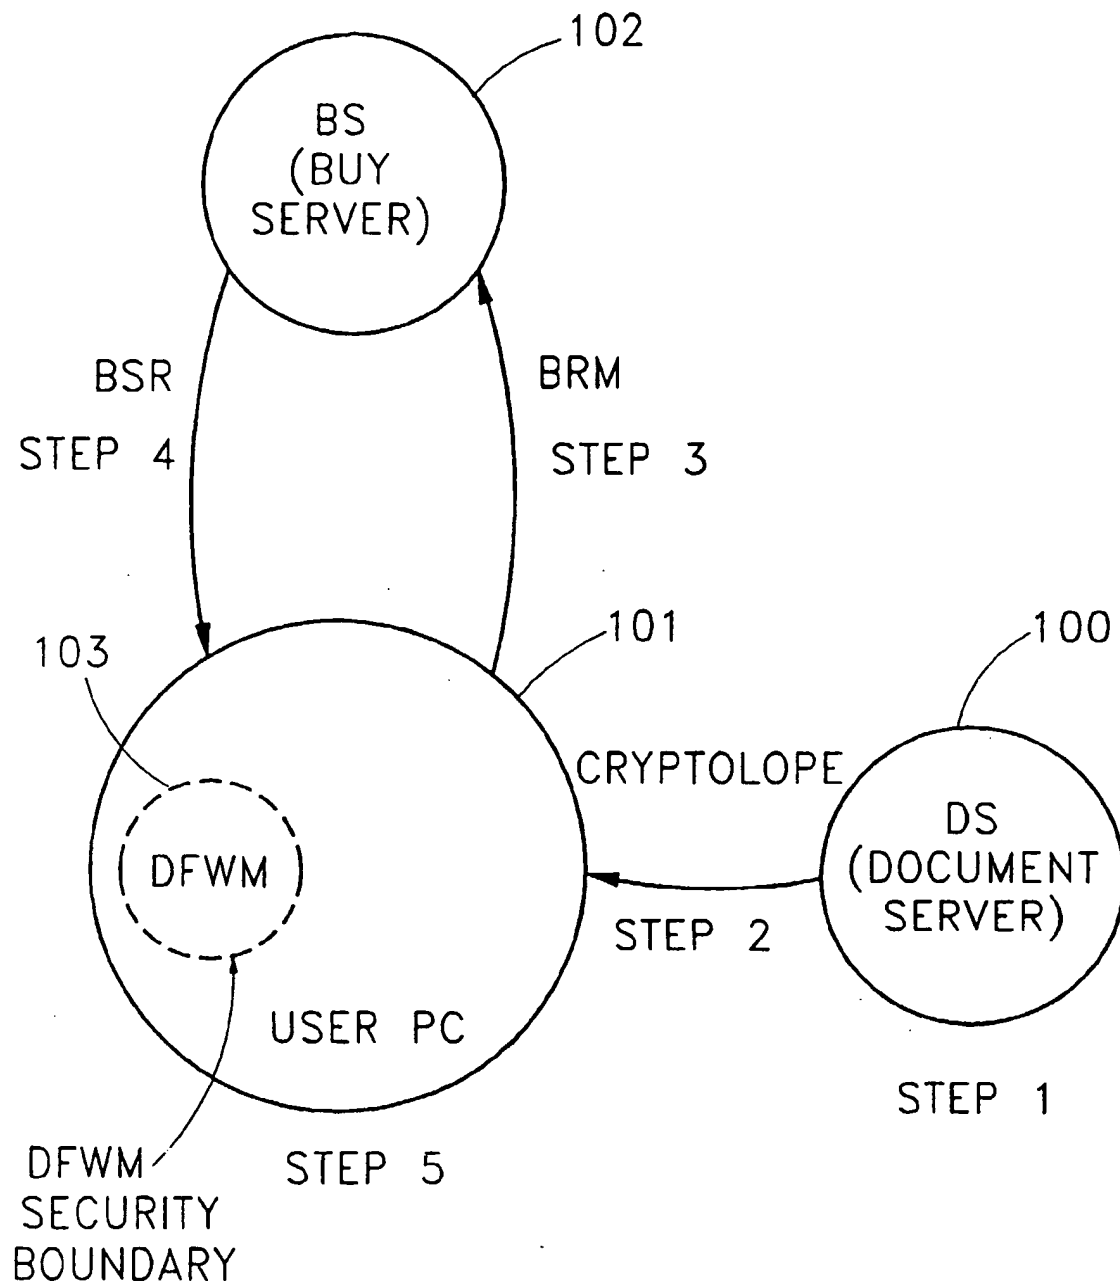 102
BS
(BUY
SERVER)
BSR
BRM
STEP 4
STEP 3
103
101
100
CRYPTOLOPE
DS
(DOCUMENT
SERVER)
DFWM
STEP 2
USER PC
STEP 1
DFWM
SECURITY
BOUNDARY
STEP 5